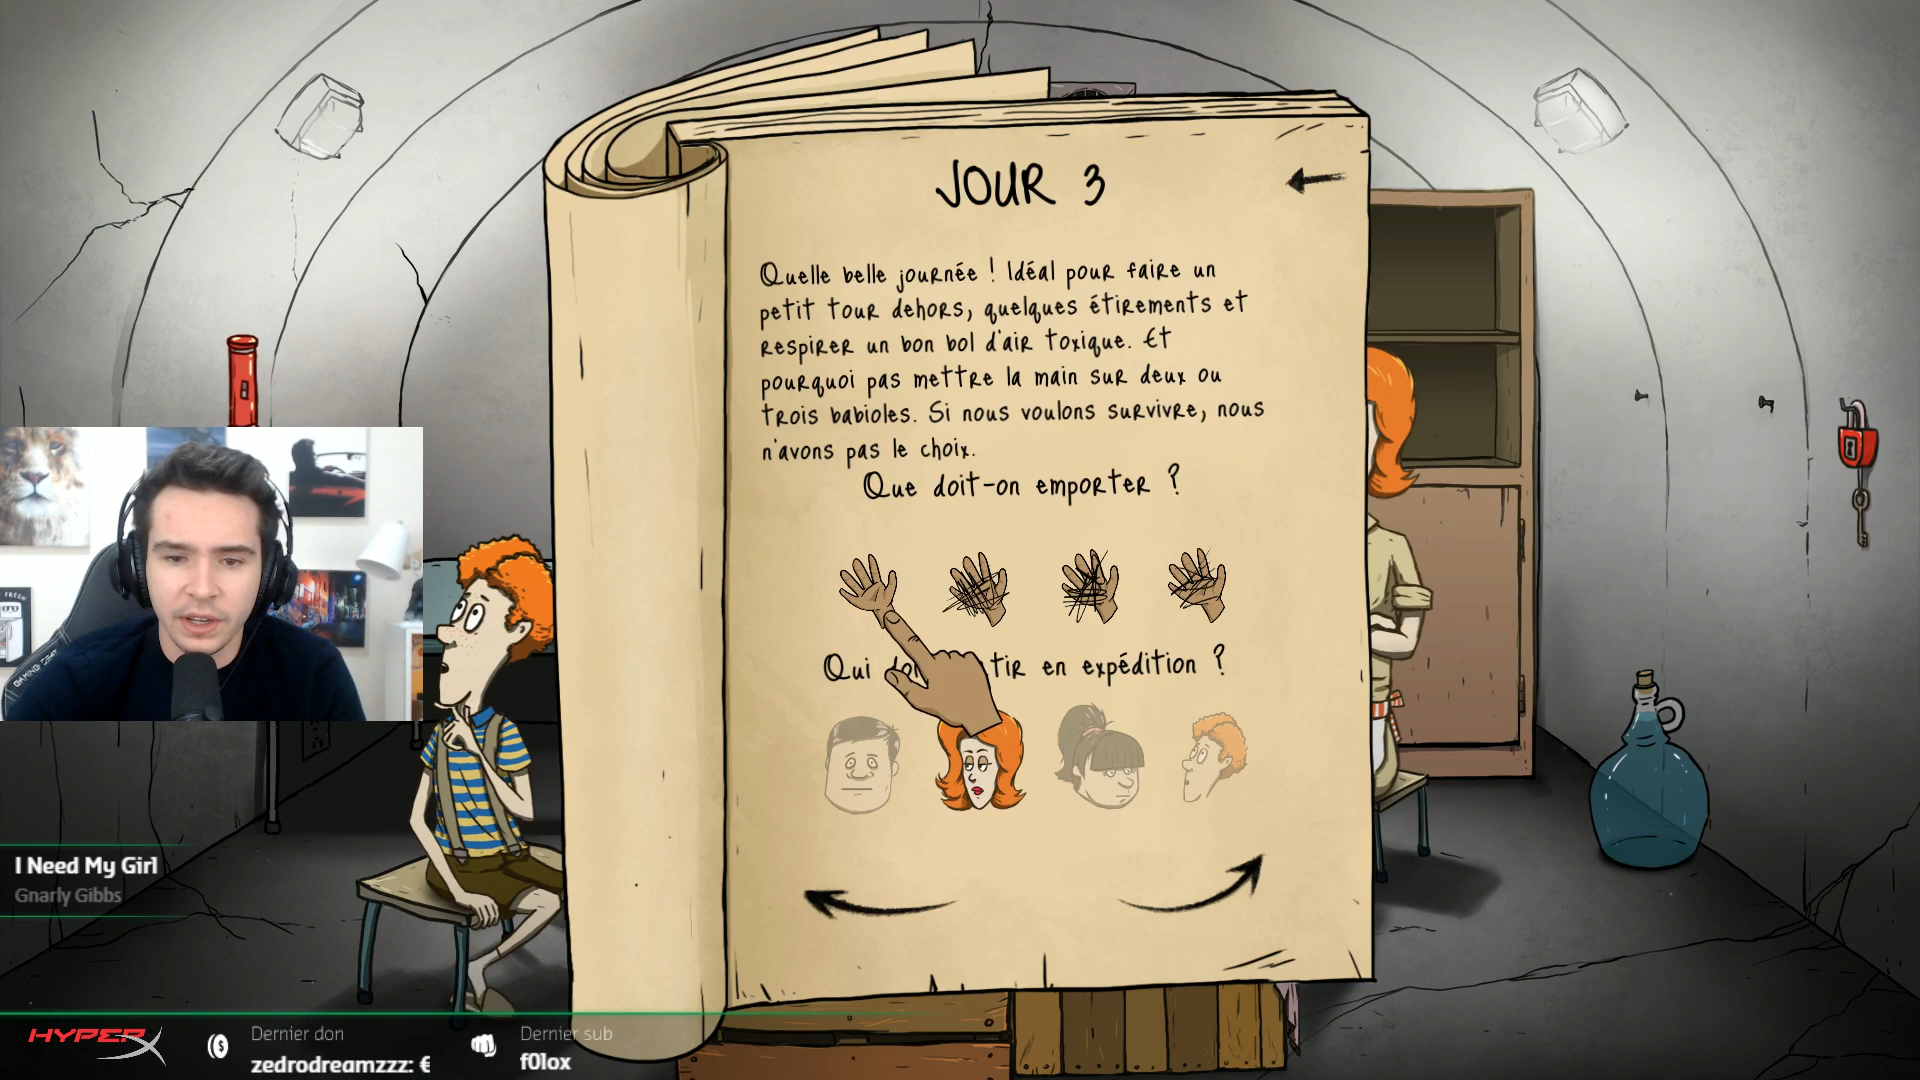 JOUR 3
Quelle belle journée ! Idéal pour faire un
petit tour dehors, quelques étirements et
respirer un bon bol d'air toxique. Et
pourquoi pas mettre la main sur deux ou
trois babioles. Si nous voulons survivre, nous
n'avons pas le choix.
Que doit-on emporter ?
Qui en expédition ?
FRESH
I Need My Girl
Gnarly Gibbs
HYPERX
Dernier don
zedrodreamzzz: €
Dernier sub
f0lox